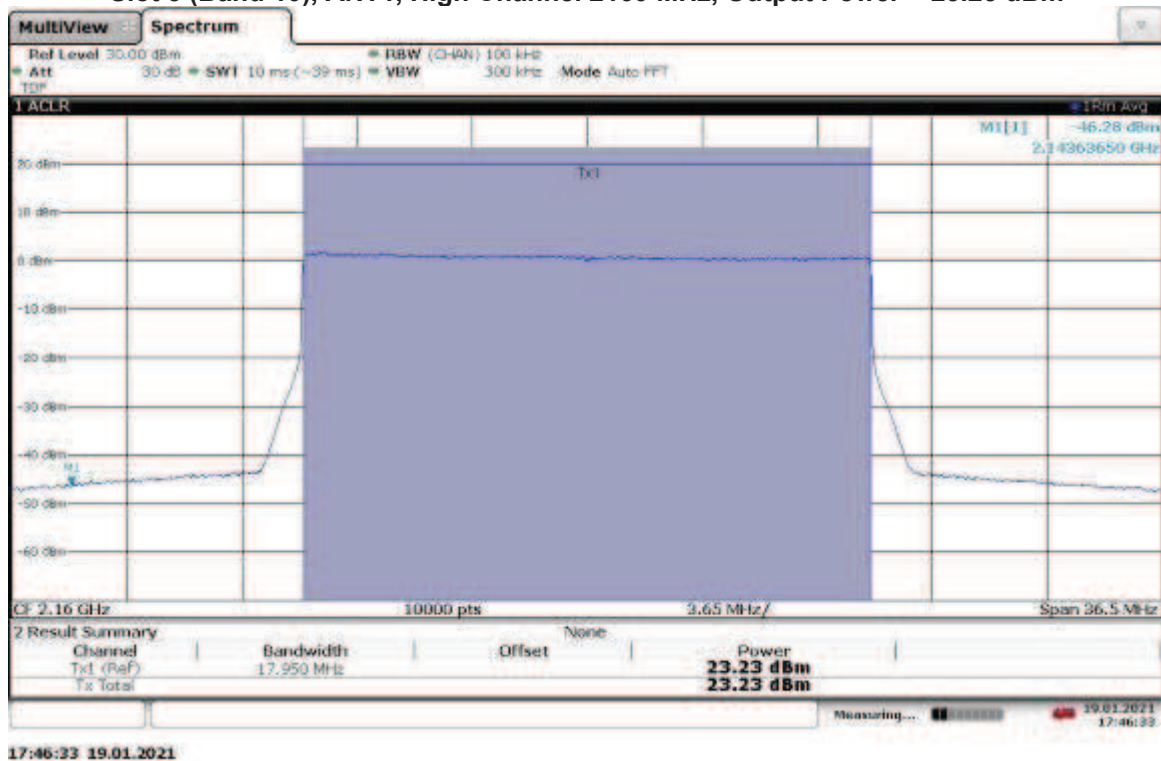 MultiView Spectrum
Ref Level 30.00 dBm RBW (CHAN) 100 kHz
Att 30 dB SWT 10 ms (~39 ms) VBW 300 kHz Mode Auto FFT
TDF
1 ACLR 1Rm Avg
M1[1] -46.28 dBm
2.14363650 GHz
20 dBm
Tx1
10 dBm
0 dBm
-10 dBm
-20 dBm
-30 dBm
-40 dBm
M1
-50 dBm
-60 dBm
CF 2.16 GHz 10000 pts 3.65 MHz/ Span 36.5 MHz
2 Result Summary None
Channel Bandwidth Offset Power
Tx1 (Ref) 17.950 MHz 23.23 dBm
Tx Total 23.23 dBm
Measuring... 19.01.2021
17:46:33
17:46:33 19.01.2021